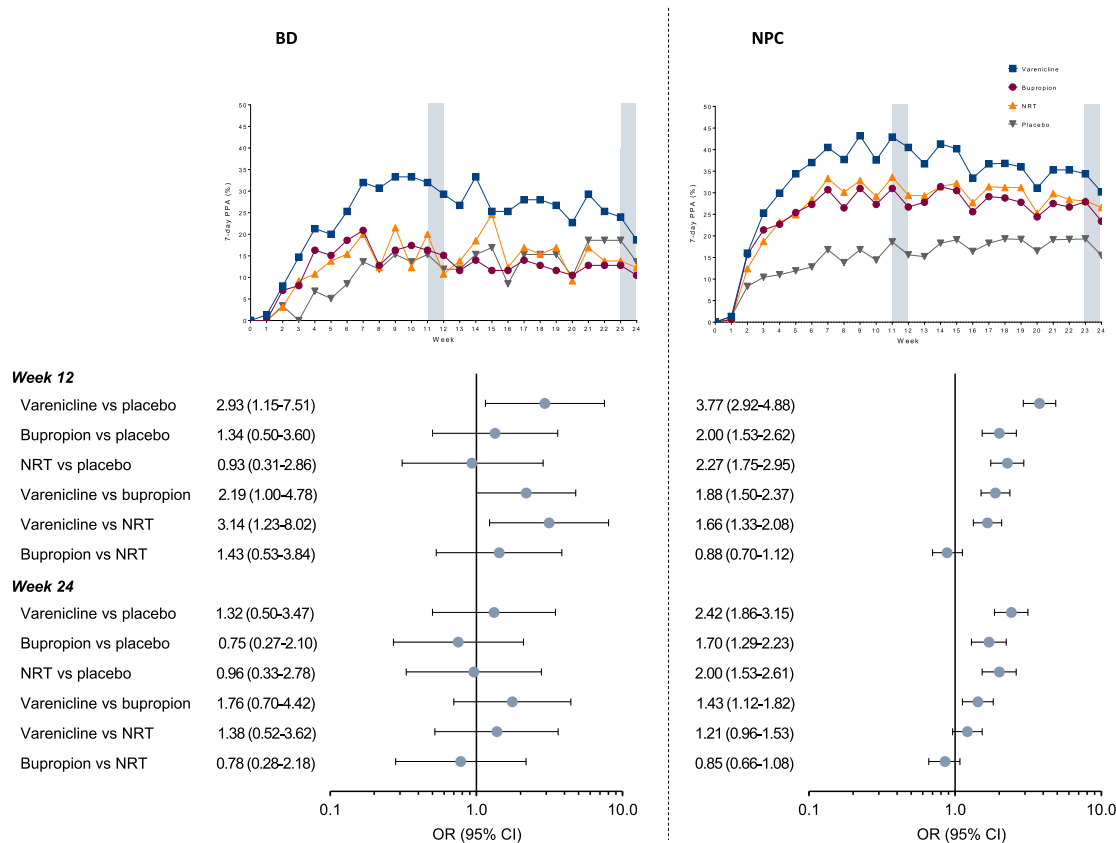 BD
NPC
Varenicline
Bupropion
NRT
Placebo
7-day PPA (%)
50
45
40
35
30
25
20
15
10
5
0
0 1 2 3 4 5 6 7 8 9 10 11 12 13 14 15 16 17 18 19 20 21 22 23 24
Week
7-day PPA (%)
50
45
40
35
30
25
20
15
10
5
0
0 1 2 3 4 5 6 7 8 9 10 11 12 13 14 15 16 17 18 19 20 21 22 23 24
Week
Week 12
Varenicline vs placebo 2.93 (1.15-7.51) 3.77 (2.92-4.88)
Bupropion vs placebo 1.34 (0.50-3.60) 2.00 (1.53-2.62)
NRT vs placebo 0.93 (0.31-2.86) 2.27 (1.75-2.95)
Varenicline vs bupropion 2.19 (1.00-4.78) 1.88 (1.50-2.37)
Varenicline vs NRT 3.14 (1.23-8.02) 1.66 (1.33-2.08)
Bupropion vs NRT 1.43 (0.53-3.84) 0.88 (0.70-1.12)
Week 24
Varenicline vs placebo 1.32 (0.50-3.47) 2.42 (1.86-3.15)
Bupropion vs placebo 0.75 (0.27-2.10) 1.70 (1.29-2.23)
NRT vs placebo 0.96 (0.33-2.78) 2.00 (1.53-2.61)
Varenicline vs bupropion 1.76 (0.70-4.42) 1.43 (1.12-1.82)
Varenicline vs NRT 1.38 (0.52-3.62) 1.21 (0.96-1.53)
Bupropion vs NRT 0.78 (0.28-2.18) 0.85 (0.66-1.08)
0.1 1.0 10.0 0.1 1.0 10.0
OR (95% CI) OR (95% CI)